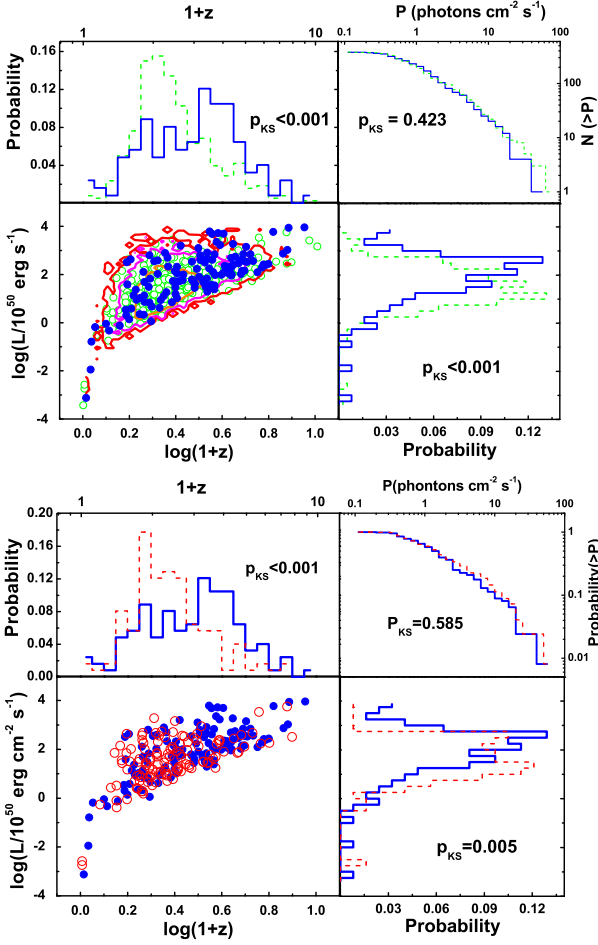 1+z
P (photons cm-2 s-1)
1 10
0.1 1 10 100
0.16
0.12
0.08
0.04
Probability
pKS<0.001
pKS = 0.423
100
10
1
N (>P)
4
2
0
-2
-4
log(L/10^50 erg s-1)
pKS<0.001
0.0 0.2 0.4 0.6 0.8 1.0
0.03 0.06 0.09 0.12
log(1+z)
Probability
1+z
P(phontons cm-2 s-1)
1 10
0.1 1 10 100
0.20
0.16
0.12
0.08
0.04
0.00
Probability
pKS<0.001
PKS=0.585
1
0.1
0.01
Probability(>P)
4
2
0
-2
-4
log(L/10^50 erg cm-2 s-1)
pKS=0.005
0.0 0.2 0.4 0.6 0.8 1.0
0.03 0.06 0.09 0.12
log(1+z)
Probability